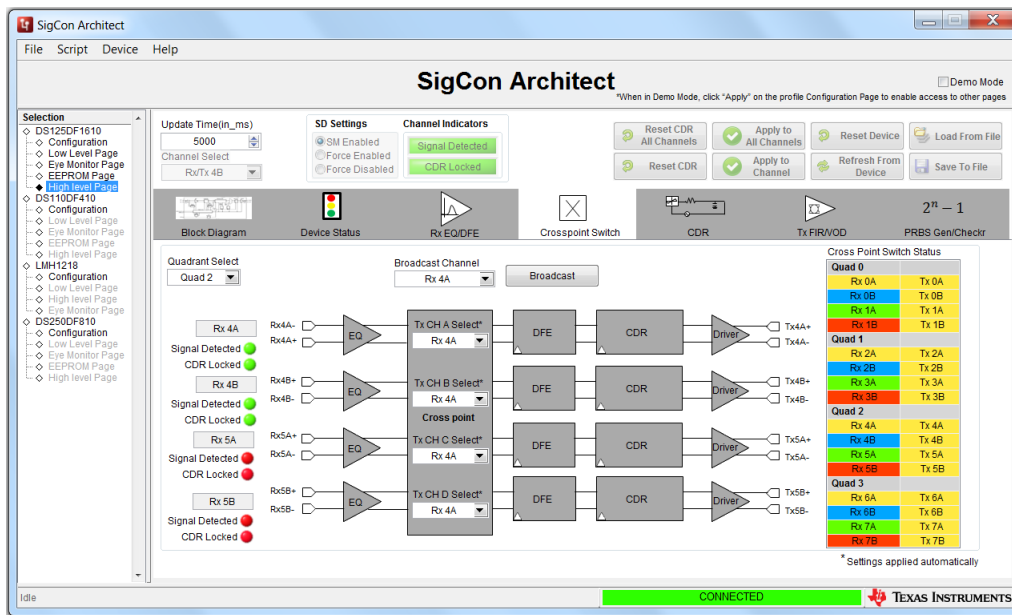 SigCon Architect
File Script Device Help
SigCon Architect
Demo Mode
*When in Demo Mode, click "Apply" on the profile Configuration Page to enable access to other pages
Selection
DS125DF1610
Configuration
Low Level Page
Eye Monitor Page
EEPROM Page
High level Page
DS110DF410
Configuration
Low Level Page
Eye Monitor Page
EEPROM Page
High level Page
LMH1218
Configuration
Low Level Page
High level Page
Eye Monitor Page
DS250DF810
Configuration
Low Level Page
Eye Monitor Page
EEPROM Page
High level Page
Update Time(in_ms)
5000
Channel Select
Rx/Tx 4B
SD Settings
SM Enabled
Force Enabled
Force Disabled
Channel Indicators
Signal Detected
CDR Locked
Reset CDR
All Channels
Apply to
All Channels
Reset Device
Load From File
Reset CDR
Apply to
Channel
Refresh From
Device
Save To File
Block Diagram
Device Status
Rx EQ/DFE
Crosspoint Switch
CDR
Tx FIR/VOD
2ⁿ − 1
PRBS Gen/Checkr
Quadrant Select
Quad 2
Broadcast Channel
Rx 4A
Broadcast
Rx 4A
Signal Detected
CDR Locked
Rx4A-
Rx4A+
EQ
Tx CH A Select*
Rx 4A
DFE
CDR
Driver
Tx4A+
Tx4A-
Rx 4B
Signal Detected
CDR Locked
Rx4B+
Rx4B-
EQ
Tx CH B Select*
Rx 4A
Cross point
DFE
CDR
Driver
Tx4B+
Tx4B-
Rx 5A
Signal Detected
CDR Locked
Rx5A+
Rx5A-
EQ
Tx CH C Select*
Rx 4A
DFE
CDR
Driver
Tx5A+
Tx5A-
Rx 5B
Signal Detected
CDR Locked
Rx5B+
Rx5B-
EQ
Tx CH D Select*
Rx 4A
DFE
CDR
Driver
Tx5B+
Tx5B-
Cross Point Switch Status
Quad 0
Rx 0A Tx 0A
Rx 0B Tx 0B
Rx 1A Tx 1A
Rx 1B Tx 1B
Quad 1
Rx 2A Tx 2A
Rx 2B Tx 2B
Rx 3A Tx 3A
Rx 3B Tx 3B
Quad 2
Rx 4A Tx 4A
Rx 4B Tx 4B
Rx 5A Tx 5A
Rx 5B Tx 5B
Quad 3
Rx 6A Tx 6A
Rx 6B Tx 6B
Rx 7A Tx 7A
Rx 7B Tx 7B
* Settings applied automatically
Idle
CONNECTED
TEXAS INSTRUMENTS